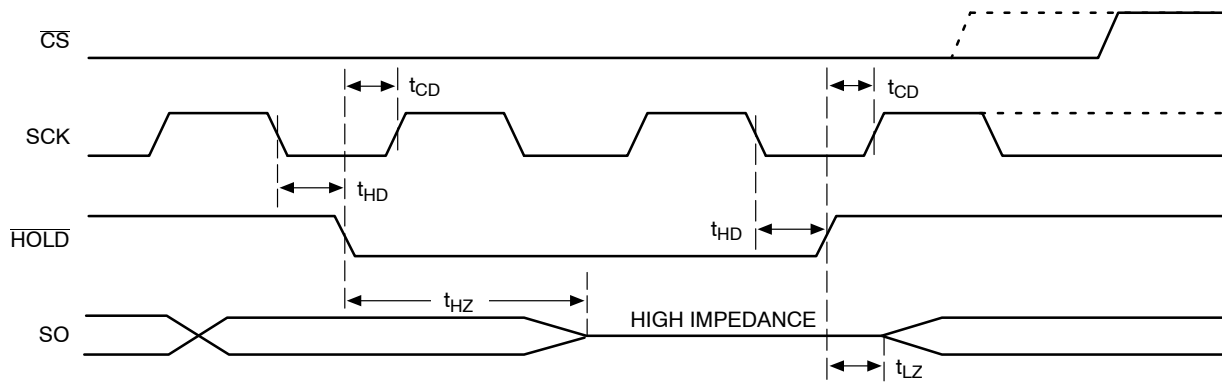 CS
tCD
tCD
SCK
tHD
HOLD
tHD
tHZ
HIGH IMPEDANCE
SO
tLZ